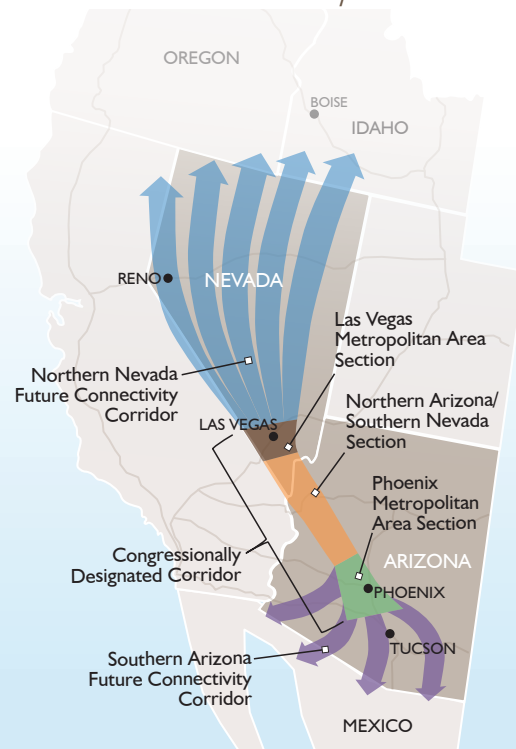 OREGON
BOISE
IDAHO
RENO
NEVADA
Las Vegas
Metropolitan Area
Section
Northern Nevada
Future Connectivity
Corridor
LAS VEGAS
Northern Arizona/
Southern Nevada
Section
Phoenix
Metropolitan
Area Section
Congressionally
Designated Corridor
ARIZONA
PHOENIX
TUCSON
Southern Arizona
Future Connectivity
Corridor
MEXICO